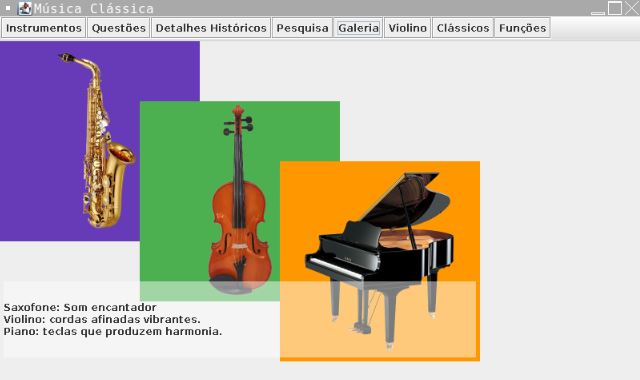 Música Clássica
Instrumentos Questões Detalhes Históricos Pesquisa Galeria Violino Clássicos Funções
Saxofone: Som encantador
Violino: cordas afinadas vibrantes.
Piano: teclas que produzem harmonia.